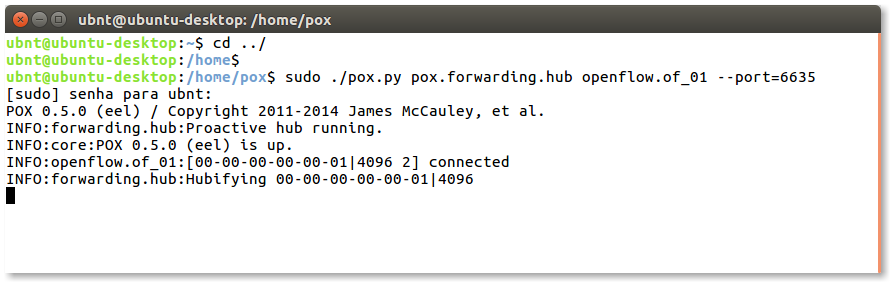 ubnt@ubuntu-desktop: /home/pox
ubnt@ubuntu-desktop:~$ cd ../
ubnt@ubuntu-desktop:/home$
ubnt@ubuntu-desktop:/home/pox$ sudo ./pox.py pox.forwarding.hub openflow.of_01 --port=6635
[sudo] senha para ubnt:
POX 0.5.0 (eel) / Copyright 2011-2014 James McCauley, et al.
INFO:forwarding.hub:Proactive hub running.
INFO:core:POX 0.5.0 (eel) is up.
INFO:openflow.of_01:[00-00-00-00-00-01|4096 2] connected
INFO:forwarding.hub:Hubifying 00-00-00-00-00-01|4096